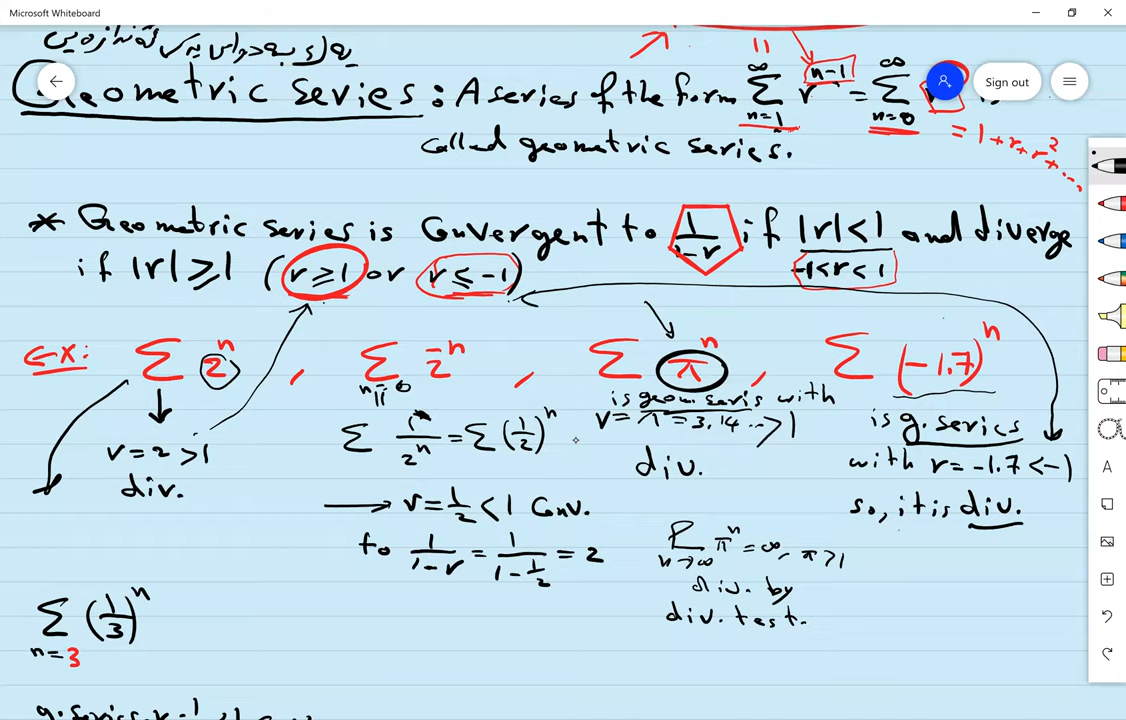 Microsoft Whiteboard
Geometric Series: A series of the form ∑_{n=1}^{∞} r^{n-1} = ∑_{n=0}^{∞}
Sign out
= 1+r+r²+...
called geometric series.
* Geometric series is Convergent to 1/(1-r) if |r|<1 and diverge
if |r|⩾1 (r⩾1 or r⩽-1) -1<r<1
Ex: ∑ 2^n , ∑_{n=0} 2^{-n} , ∑ π^n , ∑ (-1.7)^n
r=2>1
div.
∑ 1^n/2^n = ∑ (1/2)^n
→ r=1/2<1 Conv.
to 1/(1-r) = 1/(1-1/2) = 2
is geom. seris with
r=π=3.14...>1
div.
n→∞ π^n=∞, π>1
div. by
div. test.
is g. series
with r=-1.7<-1
so, it is div.
∑_{n=3} (1/3)^n